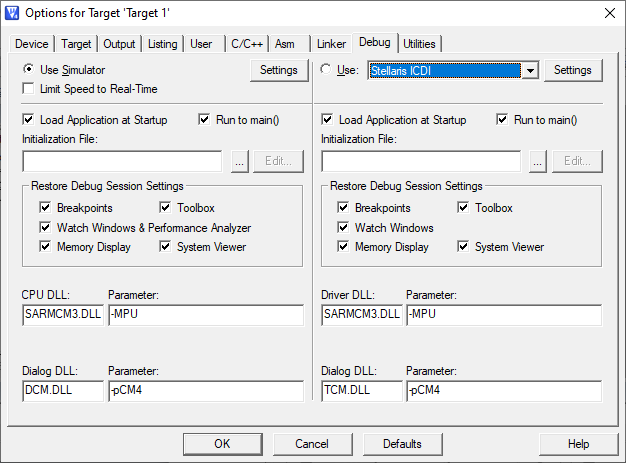 Options for Target 'Target 1'
Device Target Output Listing User C/C++ Asm Linker Debug Utilities
Use Simulator Settings Use: Stellaris ICDI Settings
Limit Speed to Real-Time
Load Application at Startup Run to main() Load Application at Startup Run to main()
Initialization File: Initialization File:
... Edit... ... Edit...
Restore Debug Session Settings Restore Debug Session Settings
Breakpoints Toolbox Breakpoints Toolbox
Watch Windows & Performance Analyzer Watch Windows
Memory Display System Viewer Memory Display System Viewer
CPU DLL: Parameter: Driver DLL: Parameter:
SARMCM3.DLL -MPU SARMCM3.DLL -MPU
Dialog DLL: Parameter: Dialog DLL: Parameter:
DCM.DLL -pCM4 TCM.DLL -pCM4
OK Cancel Defaults Help